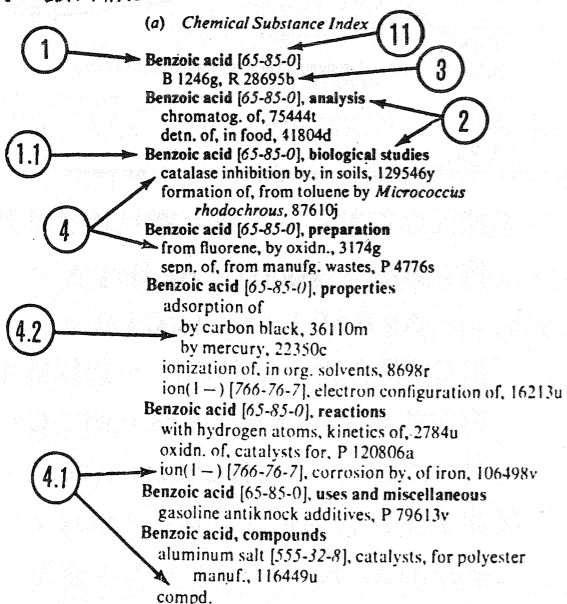 (a) Chemical Substance Index
11
1
Benzoic acid [65-85-0]
B 1246g, R 28695b
3
Benzoic acid [65-85-0], analysis
chromatog. of, 75444t
2
detn. of, in food, 41804d
1.1
Benzoic acid [65-85-0], biological studies
catalase inhibition by, in soils, 129546y
formation of, from toluene by Micrococcus
rhodochrous, 87610j
4
Benzoic acid [65-85-0], preparation
from fluorene, by oxidn., 3174g
sepn. of, from manufg. wastes, P 4776s
Benzoic acid [65-85-0], properties
adsorption of
4.2
by carbon black, 36110m
by mercury, 22350c
ionization of, in org. solvents, 8698r
ion(1 –) [766-76-7], electron configuration of, 16213u
Benzoic acid [65-85-0], reactions
with hydrogen atoms, kinetics of, 2784u
oxidn. of, catalysts for, P 120806a
4.1
ion(1 –) [766-76-7], corrosion by, of iron, 106498v
Benzoic acid [65-85-0], uses and miscellaneous
gasoline antiknock additives, P 79613v
Benzoic acid, compounds
aluminum salt [555-32-8], catalysts, for polyester
manuf., 116449u
compd.